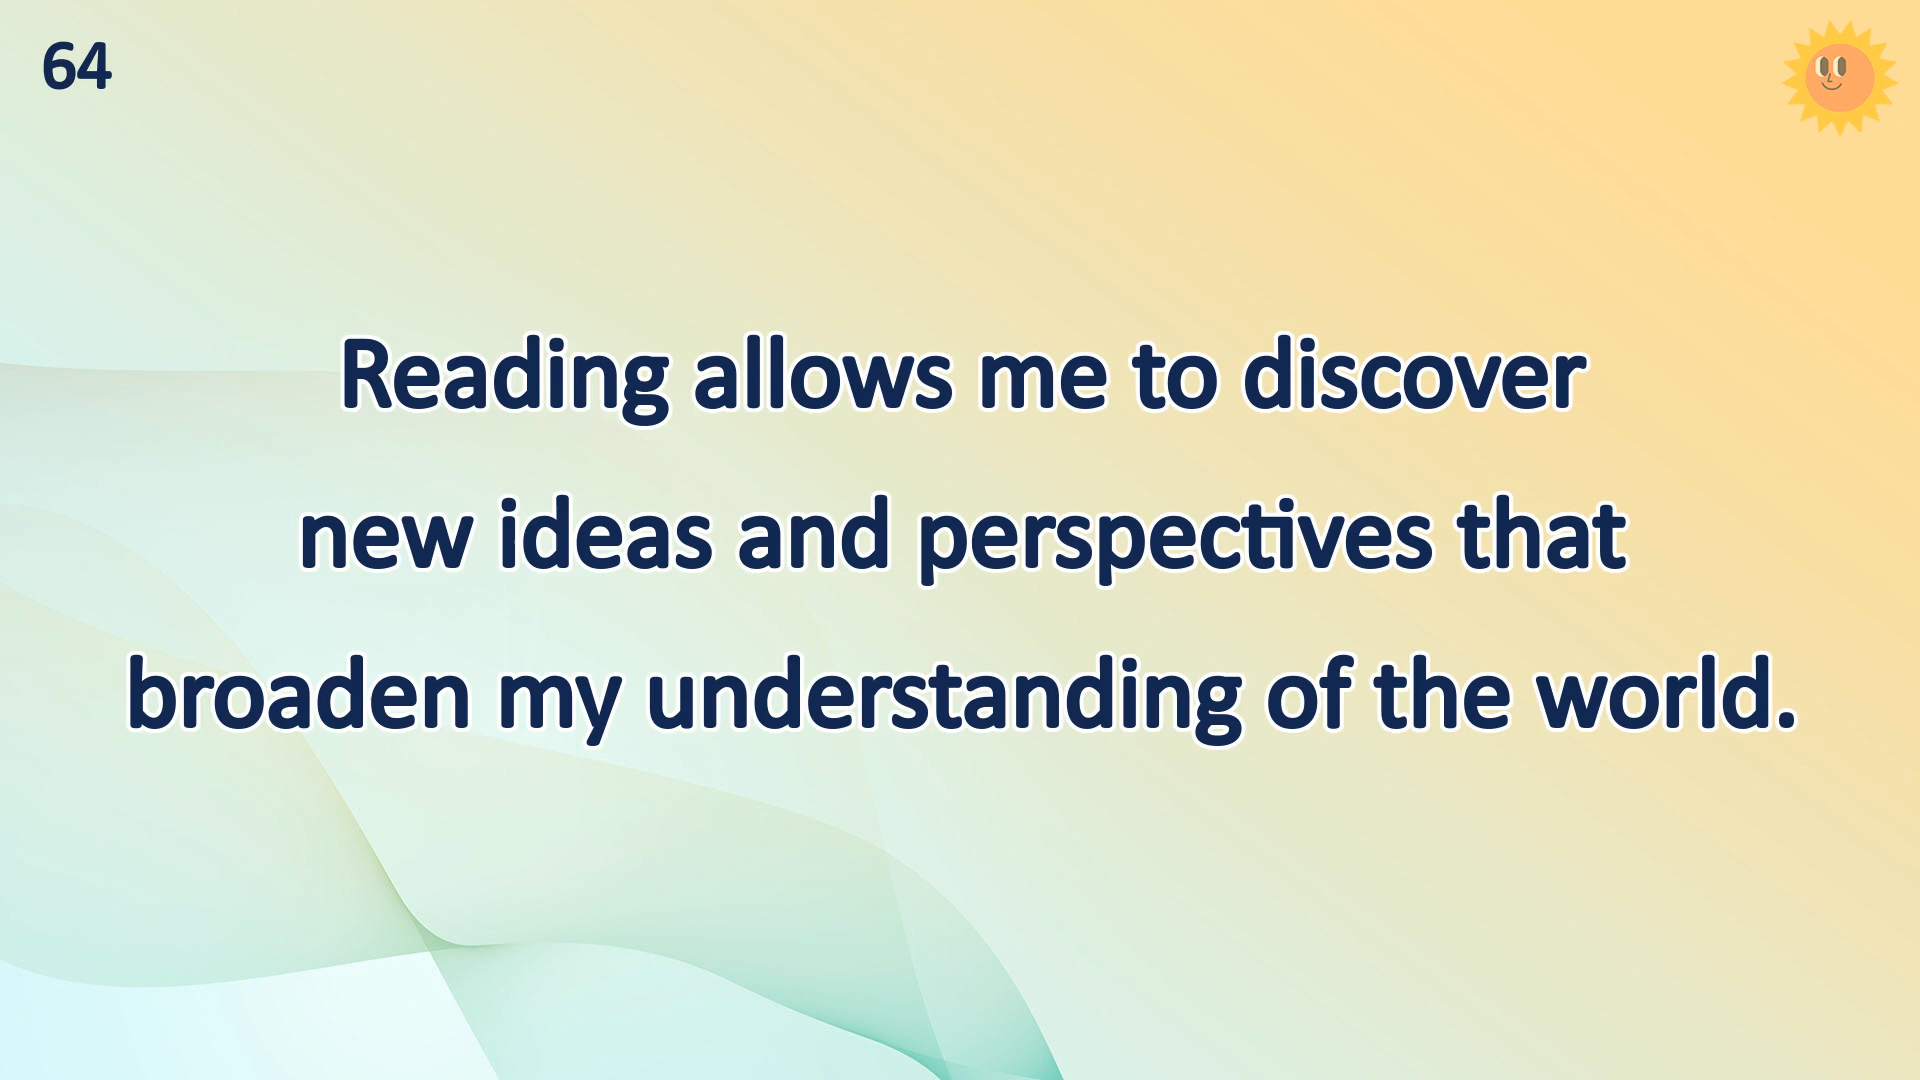 64
Reading allows me to discover
new ideas and perspectives that
broaden my understanding of the world.